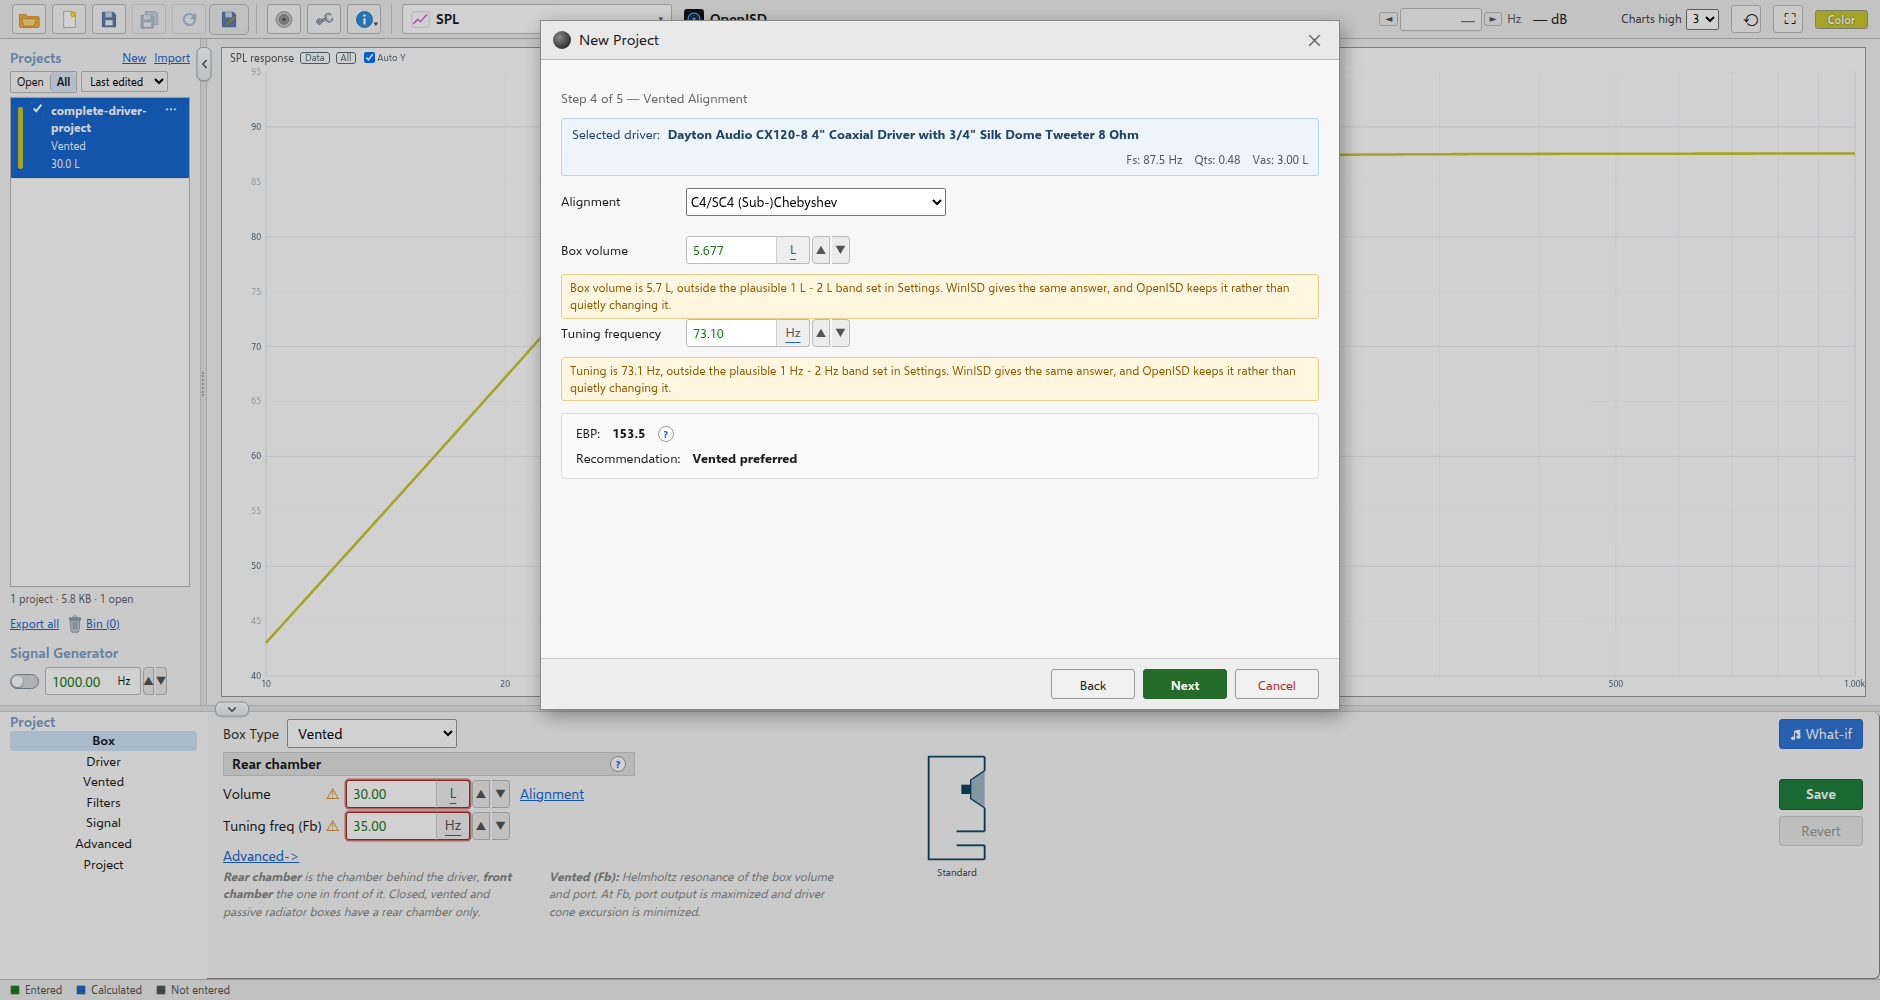 SPL
OpenISD
Hz
— dB
Charts high
3
Color
Projects
New
Import
Open
All
Last edited
complete-driver-project
Vented
30.0 L
1 project · 5.8 KB · 1 open
Export all
Bin (0)
Signal Generator
1000.00 Hz
SPL response
Data
All
Auto Y
95
90
85
80
75
70
65
60
55
50
45
40
10
20
500
1.00k
New Project
Step 4 of 5 — Vented Alignment
Selected driver: Dayton Audio CX120-8 4" Coaxial Driver with 3/4" Silk Dome Tweeter 8 Ohm
Fs: 87.5 Hz Qts: 0.48 Vas: 3.00 L
Alignment
C4/SC4 (Sub-)Chebyshev
Box volume
5.677
L
Box volume is 5.7 L, outside the plausible 1 L - 2 L band set in Settings. WinISD gives the same answer, and OpenISD keeps it rather than
quietly changing it.
Tuning frequency
73.10
Hz
Tuning is 73.1 Hz, outside the plausible 1 Hz - 2 Hz band set in Settings. WinISD gives the same answer, and OpenISD keeps it rather than
quietly changing it.
EBP: 153.5 ?
Recommendation: Vented preferred
Back
Next
Cancel
Project
Box
Driver
Vented
Filters
Signal
Advanced
Project
Box Type
Vented
Rear chamber
?
Volume
30.00
L
Alignment
Tuning freq (Fb)
35.00
Hz
Advanced->
Rear chamber is the chamber behind the driver, front
chamber the one in front of it. Closed, vented and
passive radiator boxes have a rear chamber only.
Vented (Fb): Helmholtz resonance of the box volume
and port. At Fb, port output is maximized and driver
cone excursion is minimized.
Standard
What-if
Save
Revert
Entered
Calculated
Not entered